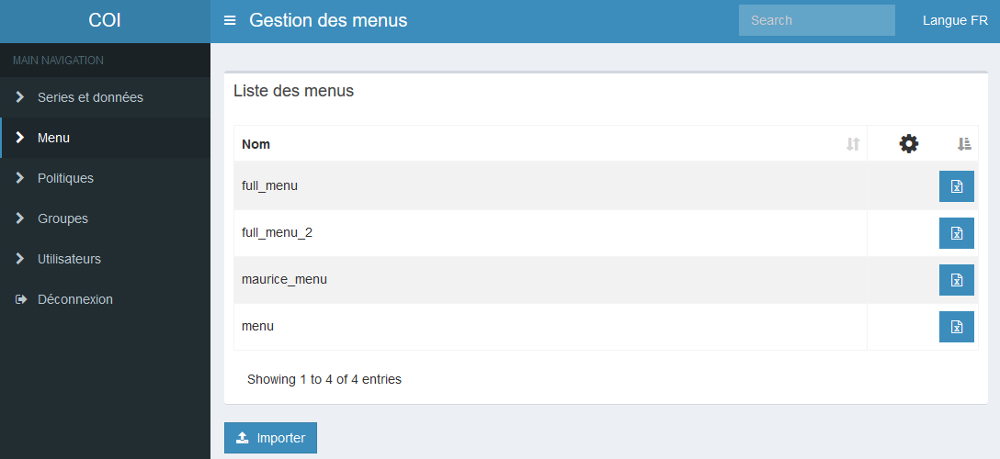 COI
Gestion des menus
Search
Langue FR
MAIN NAVIGATION
Series et données
Menu
Politiques
Groupes
Utilisateurs
Déconnexion
Liste des menus
Nom
full_menu
full_menu_2
maurice_menu
menu
Showing 1 to 4 of 4 entries
Importer